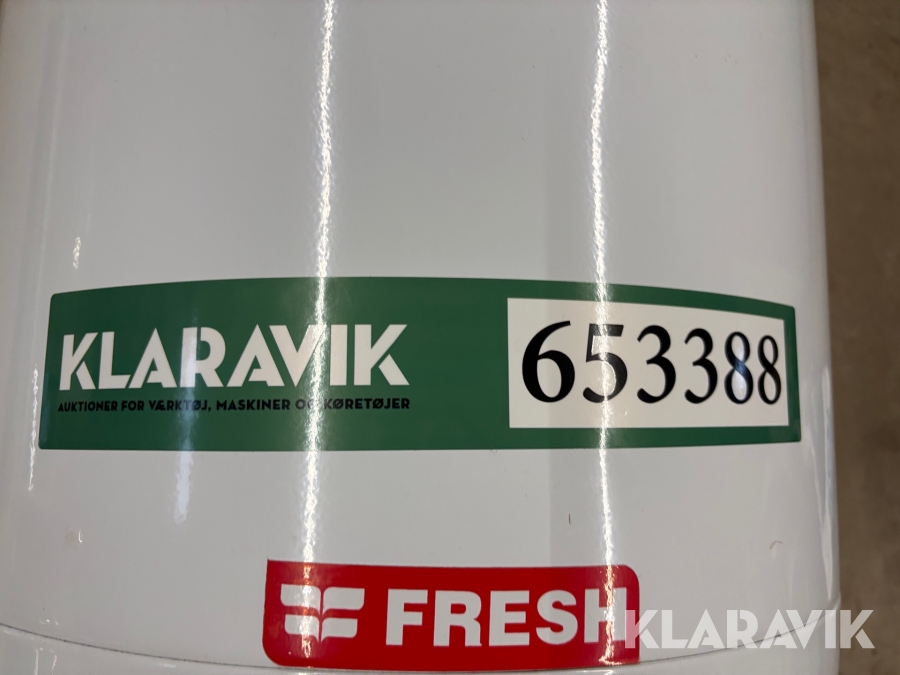 KLARAVIK
AUKTIONER FOR VÆRKTØJ, MASKINER OG KØRETØJER
653388
FRESH
KLARAVIK